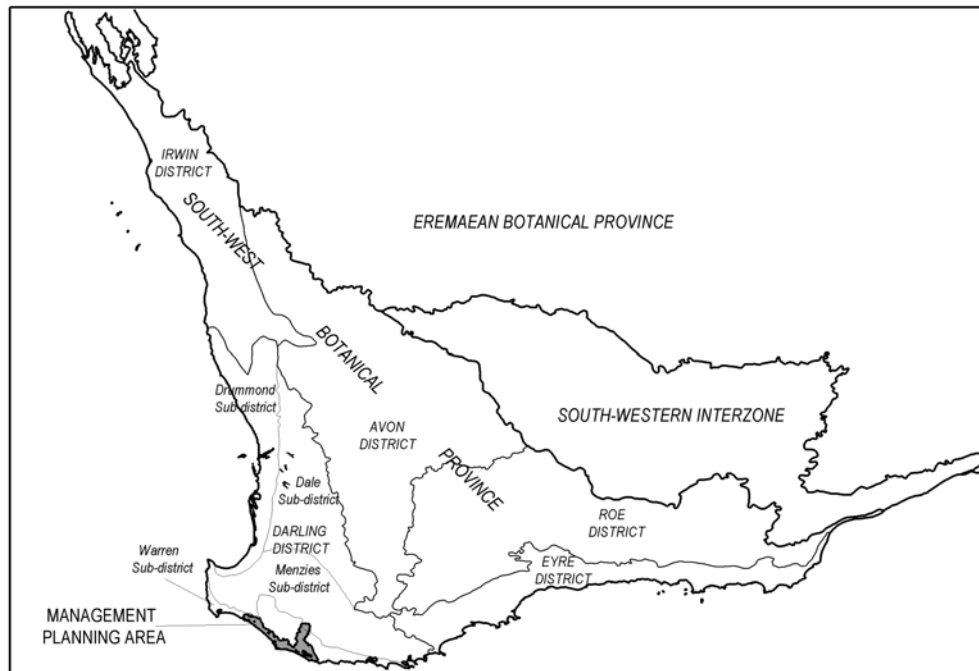 IRWIN
DISTRICT
SOUTH-WEST
BOTANICAL
PROVINCE
EREMAEAN BOTANICAL PROVINCE
SOUTH-WESTERN INTERZONE
Drummond
Sub-district
AVON
DISTRICT
Dale
Sub-district
ROE
DISTRICT
DARLING
DISTRICT
Warren
Sub-district
Menzies
Sub-district
EYRE
DISTRICT
MANAGEMENT
PLANNING AREA